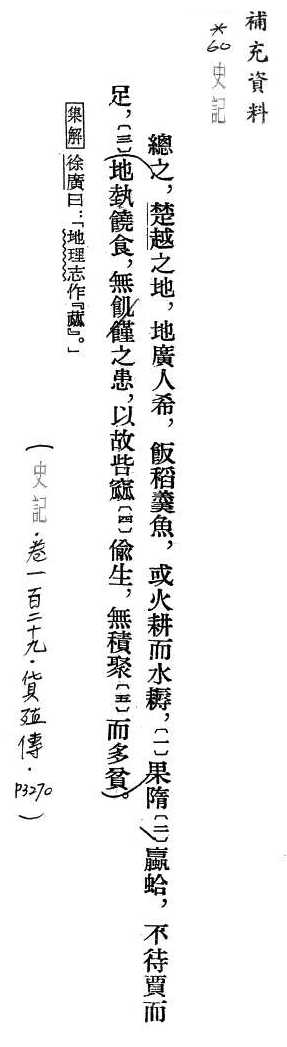 補充資料
*60 史記
總之，楚越之地，地廣人希，飯稻羹魚，或火耕而水耨，〔一〕果隋〔二〕蠃蛤，不待賈而
足，〔三〕地埶饒食，無飢饉之患，以故呰窳〔四〕偷生，無積聚〔五〕而多貧。
集解 徐廣曰：「地理志作『蓏』。」
(史記·卷一百二十九·貨殖傳·P3270)